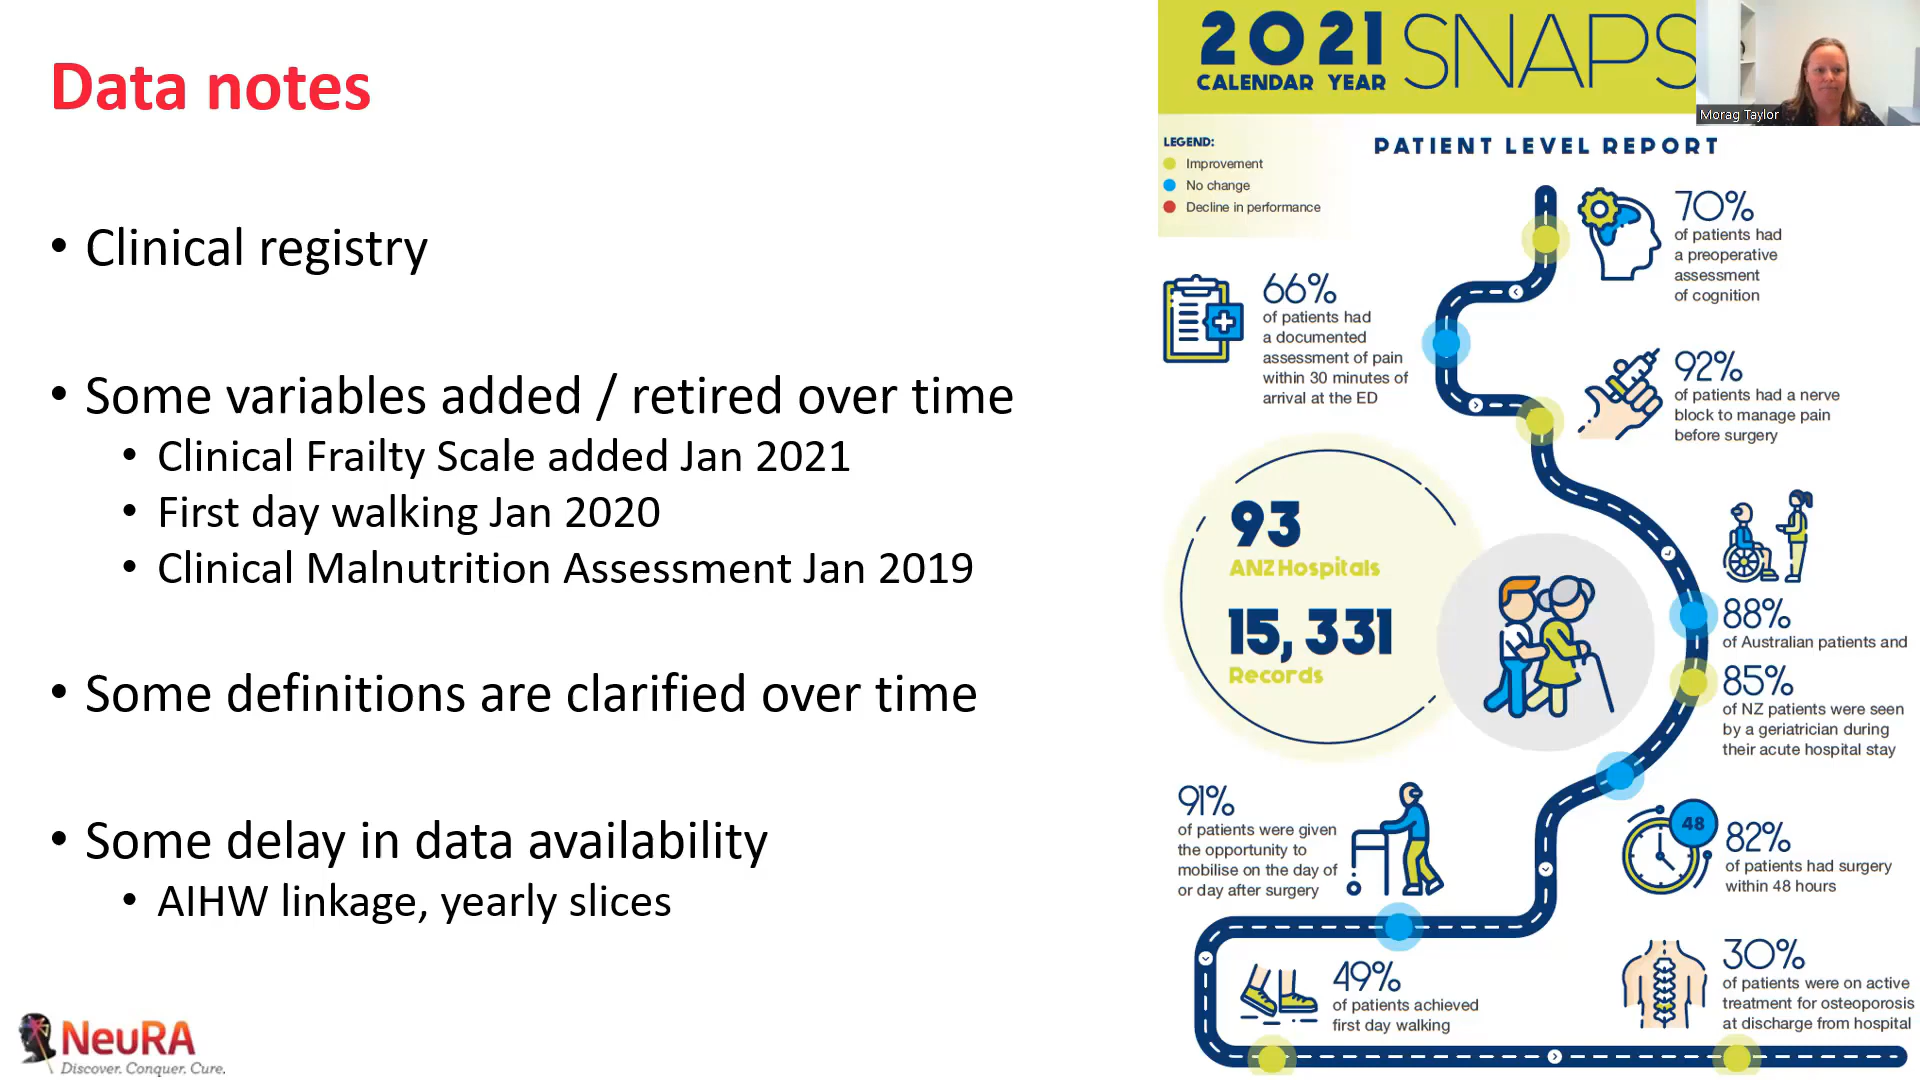 Data notes
• Clinical registry
• Some variables added / retired over time
• Clinical Frailty Scale added Jan 2021
• First day walking Jan 2020
• Clinical Malnutrition Assessment Jan 2019
• Some definitions are clarified over time
• Some delay in data availability
• AIHW linkage, yearly slices
NeuRA
Discover. Conquer. Cure.
2021
CALENDAR YEAR
SNAPS
Morag Taylor
LEGEND:
Improvement
No change
Decline in performance
PATIENT LEVEL REPORT
70%
of patients had
a preoperative
assessment
of cognition
66%
of patients had
a documented
assessment of pain
within 30 minutes of
arrival at the ED
92%
of patients had a nerve
block to manage pain
before surgery
93
ANZ Hospitals
15,331
Records
88%
of Australian patients and
85%
of NZ patients were seen
by a geriatrician during
their acute hospital stay
91%
of patients were given
the opportunity to
mobilise on the day of
or day after surgery
48
82%
of patients had surgery
within 48 hours
49%
of patients achieved
first day walking
30%
of patients were on active
treatment for osteoporosis
at discharge from hospital